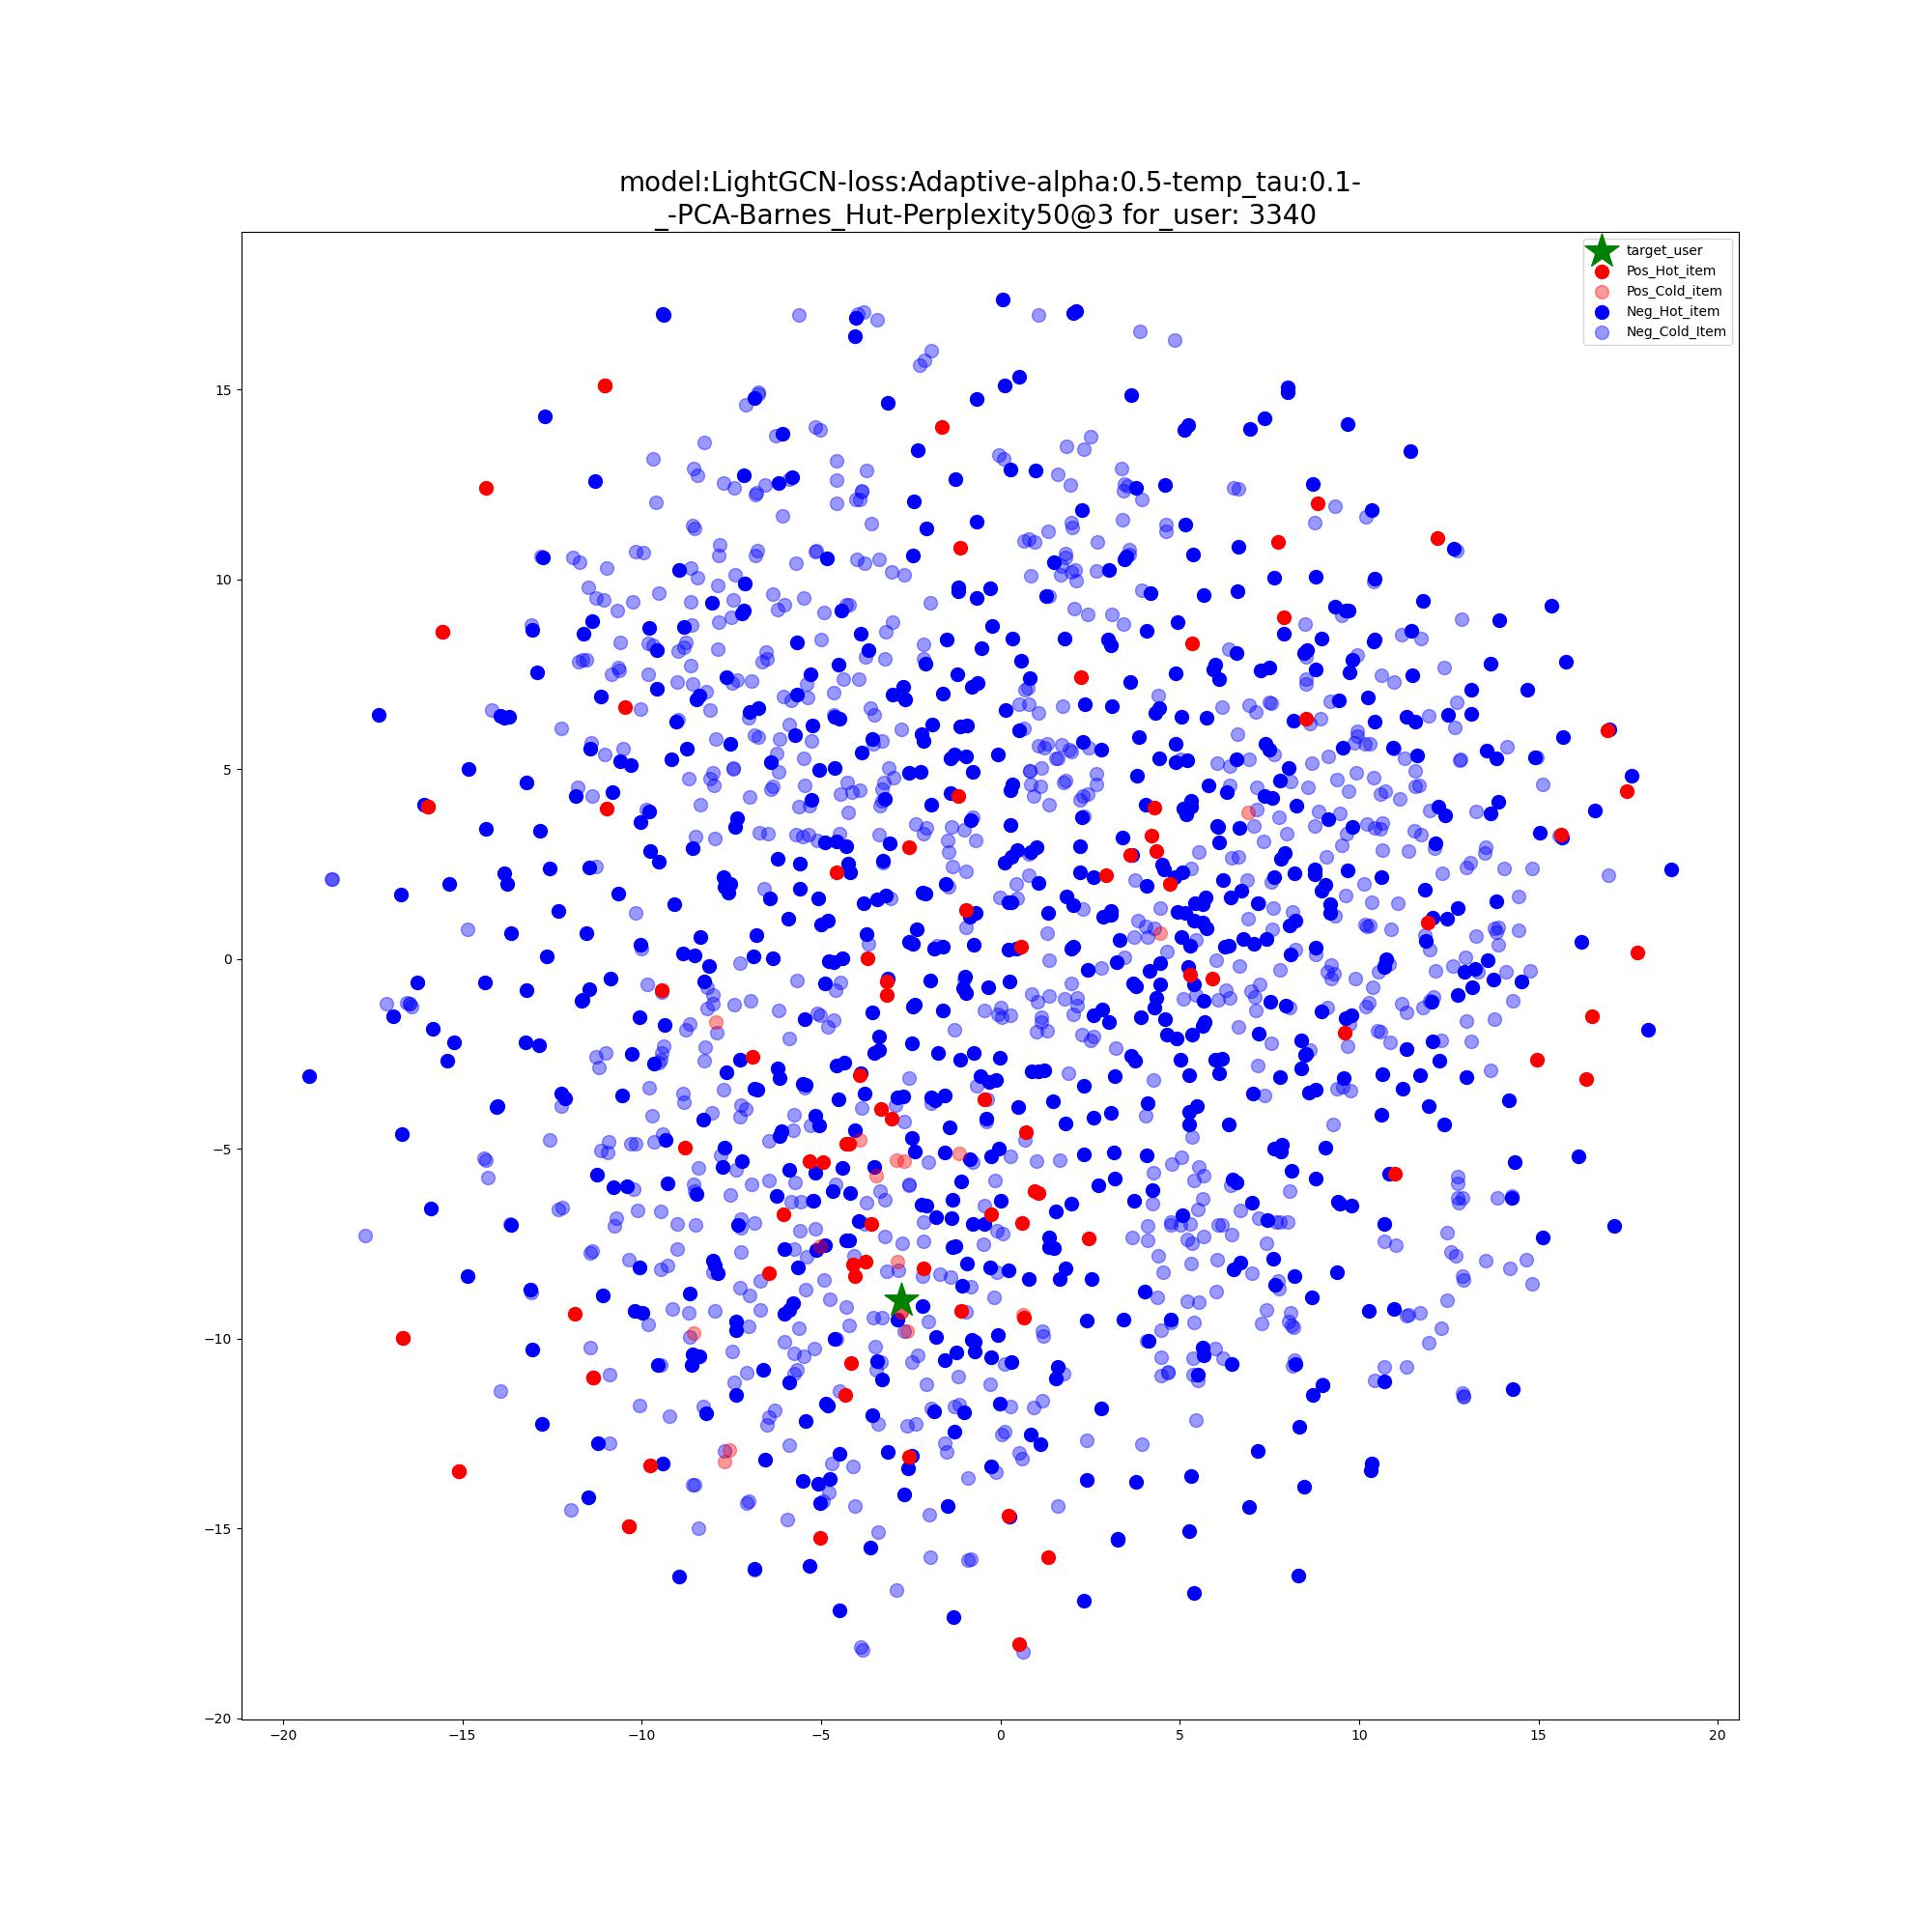 model:LightGCN-loss:Adaptive-alpha:0.5-temp_tau:0.1-
_-PCA-Barnes_Hut-Perplexity50@3 for_user: 3340
target_user
Pos_Hot_item
Pos_Cold_item
Neg_Hot_item
Neg_Cold_Item
15
10
5
0
−5
−10
−15
−20
−20 −15 −10 −5 0 5 10 15 20